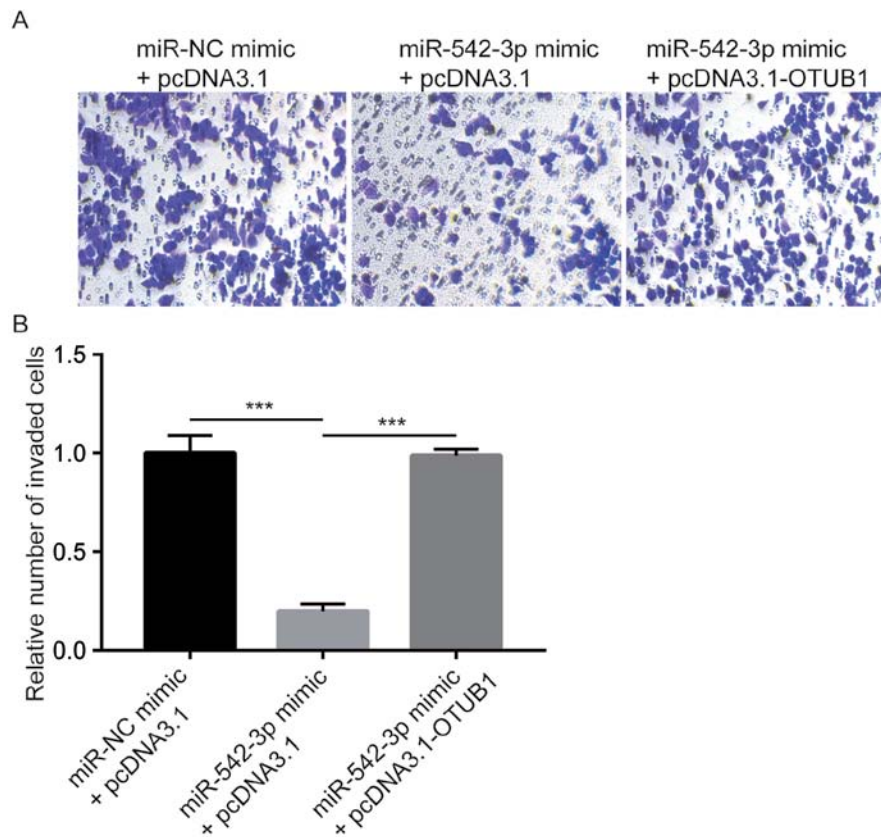 A
miR-NC mimic
+ pcDNA3.1
miR-542-3p mimic
+ pcDNA3.1
miR-542-3p mimic
+ pcDNA3.1-OTUB1
B
Relative number of invaded cells
1.5
1.0
0.5
0.0
***
***
miR-NC mimic
+ pcDNA3.1
miR-542-3p mimic
+ pcDNA3.1
miR-542-3p mimic
+ pcDNA3.1-OTUB1